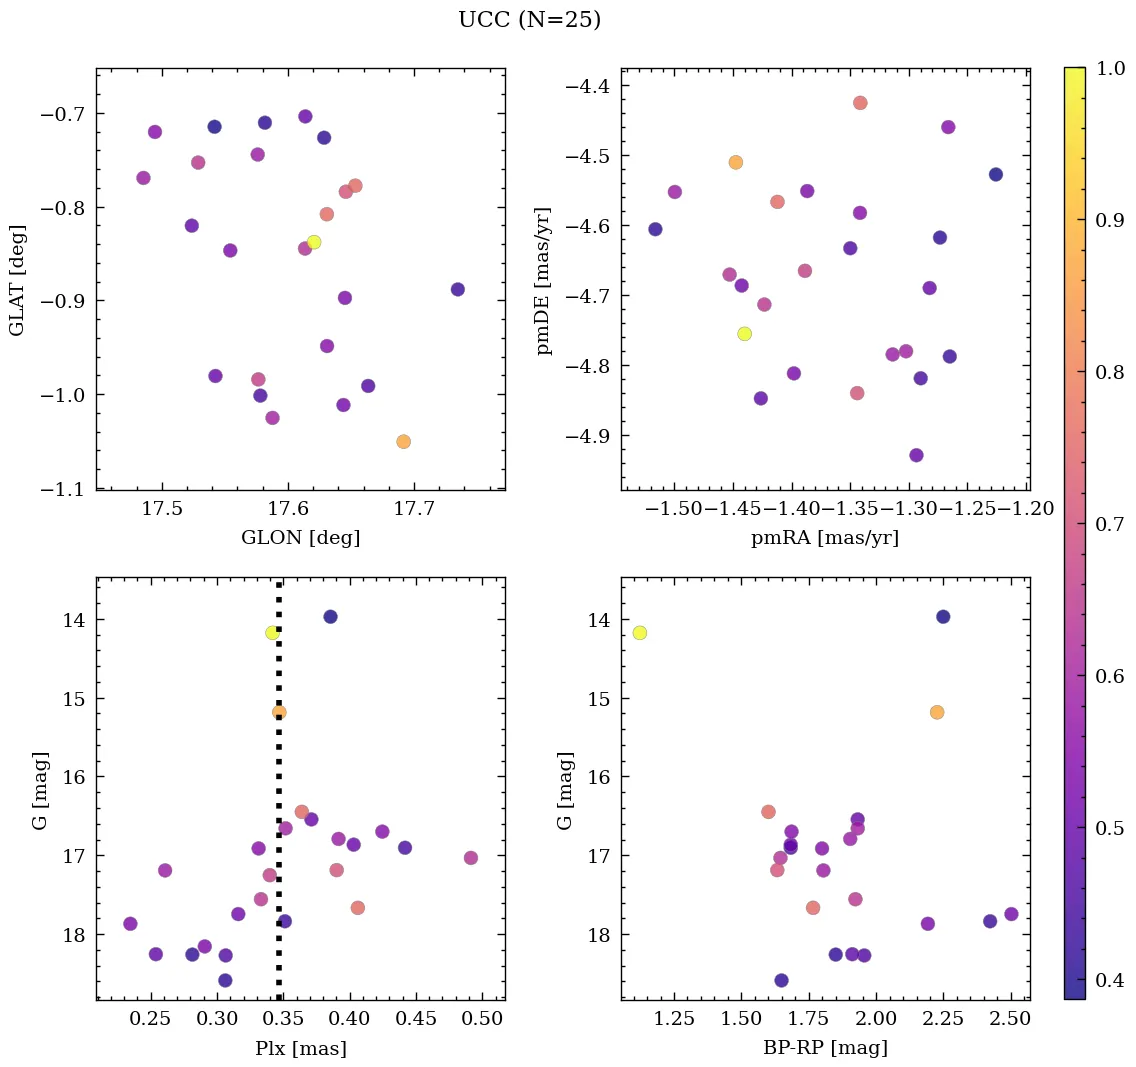 UCC (N=25)
−0.7
−0.8
−0.9
−1.0
−1.1
GLAT [deg]
17.5 17.6 17.7
GLON [deg]
−4.4
−4.5
−4.6
−4.7
−4.8
−4.9
pmDE [mas/yr]
−1.50 −1.45 −1.40 −1.35 −1.30 −1.25 −1.20
pmRA [mas/yr]
14
15
16
17
18
G [mag]
0.25 0.30 0.35 0.40 0.45 0.50
Plx [mas]
14
15
16
17
18
G [mag]
1.25 1.50 1.75 2.00 2.25 2.50
BP-RP [mag]
1.0
0.9
0.8
0.7
0.6
0.5
0.4